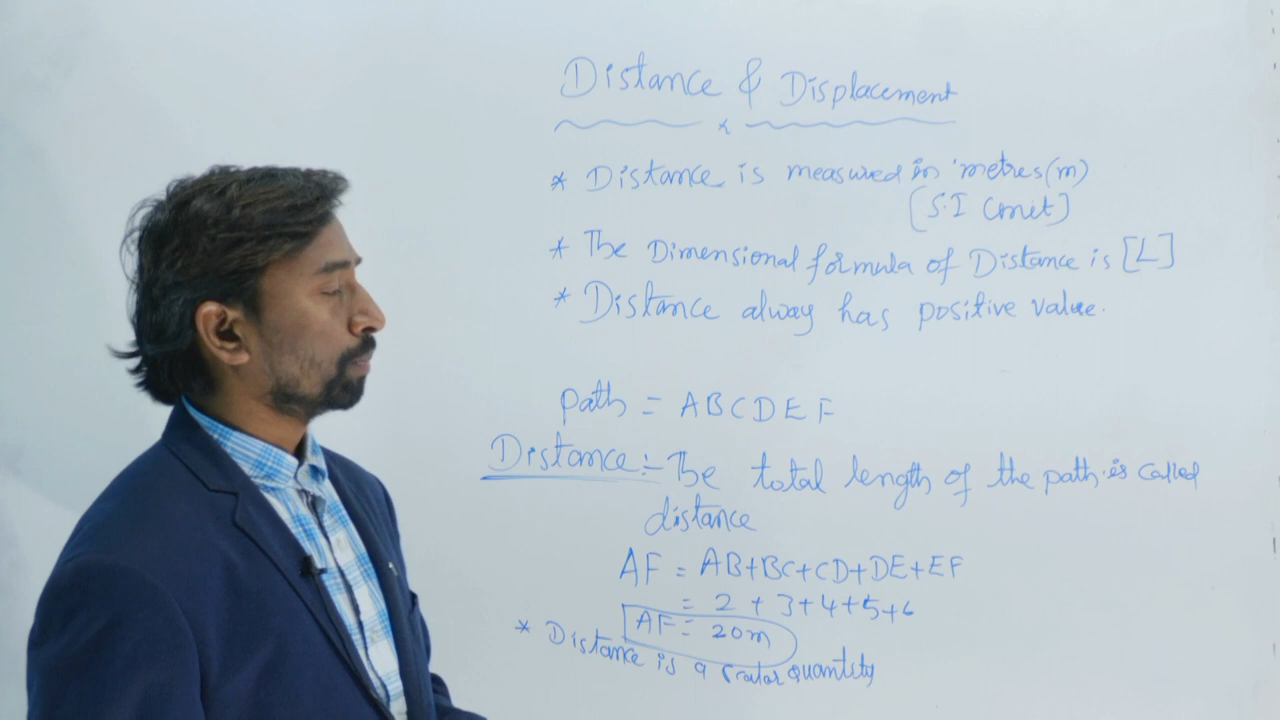 Distance & Displacement
* Distance is measured in metres(m)
[S.I Unit]
* The Dimensional formula of Distance is [L]
* Distance alway has positive value.
Path = ABCDEF
Distance:- The total length of the path is called
distance
AF = AB+BC+CD+DE+EF
= 2 + 3+4+5+6
AF = 20m
* Distance is a scalar quantity